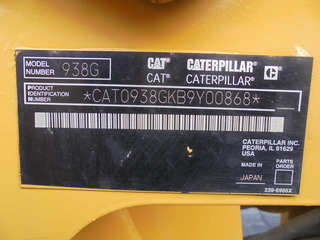 MODEL NUMBER 938G
CAT CATERPILLAR C
CAT CATERPILLAR
PRODUCT IDENTIFICATION NUMBER *CAT0938GKB9Y00868*
CATERPILLAR INC.
PEORIA, IL 61629
USA
MADE IN
JAPAN
PARTS ORDER
239-6986X